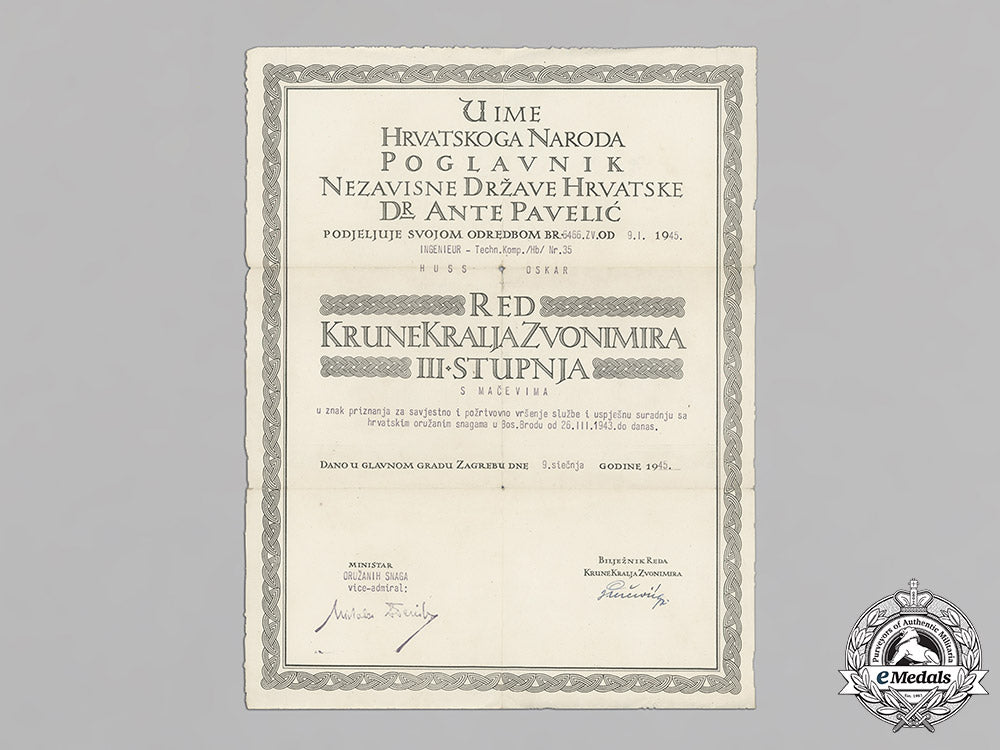 U IME
HRVATSKOGA NARODA
POGLAVNIK
NEZAVISNE DRŽAVE HRVATSKE
DR ANTE PAVELIĆ
PODJELJUJE SVOJOM ODREDBOM BR. 6466.ZV. OD 9.I. 1945.
INGENIEUR - Techn.Komp./Hb/ Nr.35
HUSS OSKAR
RED
KRUNE KRALJA ZVONIMIRA
III. STUPNJA
S MAČEVIMA
u znak priznanja za savjestno i požrtvovno vršenje službe i uspješnu suradnju sa
hrvatskim oružanim snagama u Bos.Brodu od 26.III.1943.do danas.
DANO U GLAVNOM GRADU ZAGREBU DNE 9.siečnja GODINE 1945.
MINISTAR
ORUŽANIH SNAGA
vice-admiral:
BILJEŽNIK REDA
KRUNE KRALJA ZVONIMIRA
Purveyors of Authentic Militaria
eMedals